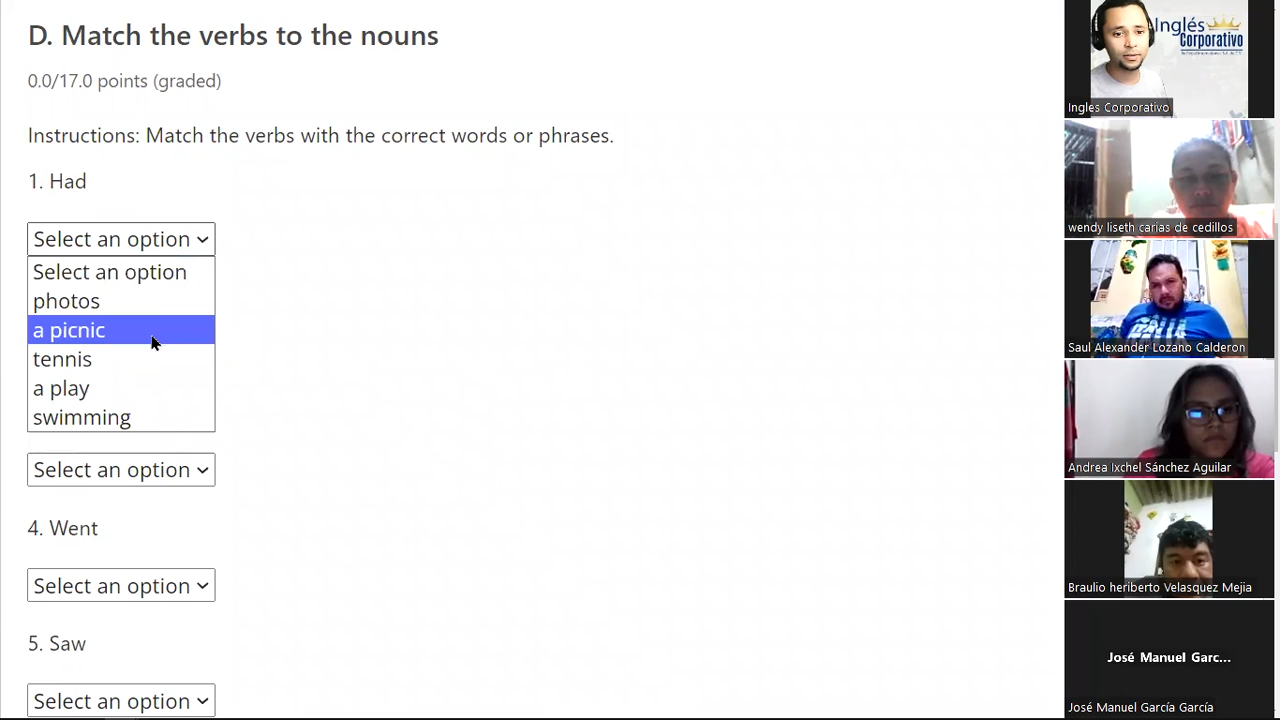 D. Match the verbs to the nouns
0.0/17.0 points (graded)
Instructions: Match the verbs with the correct words or phrases.
1. Had
Select an option
Select an option
photos
a picnic
tennis
a play
swimming
Select an option
4. Went
Select an option
5. Saw
Select an option
Inglés
Corporativo
Ingles Corporativo
wendy liseth carias de cedillos
Saul Alexander Lozano Calderon
Andrea Ixchel Sánchez Aguilar
Braulio heriberto Velasquez Mejia
José Manuel Garc...
José Manuel García García